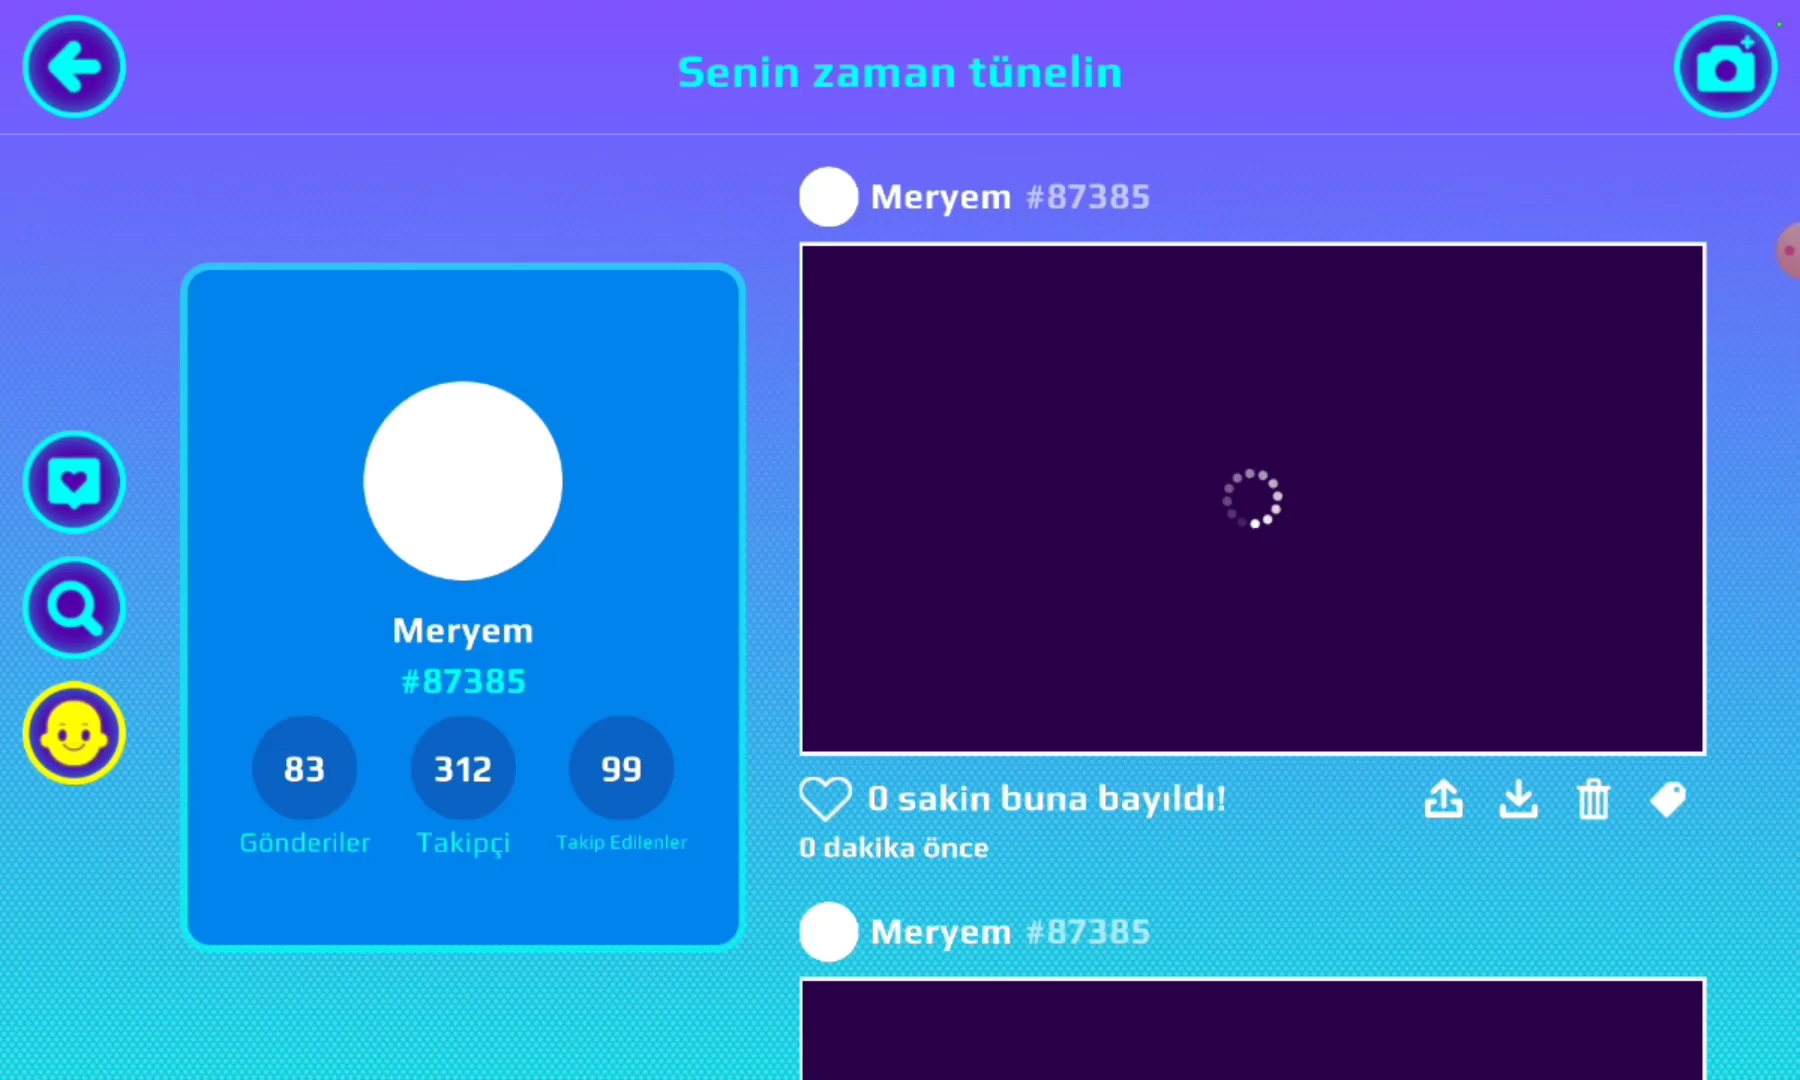 Senin zaman tünelin
Meryem
#87385
83
312
99
Gönderiler
Takipçi
Takip Edilenler
Meryem #87385
0 sakin buna bayıldı!
0 dakika önce
Meryem #87385